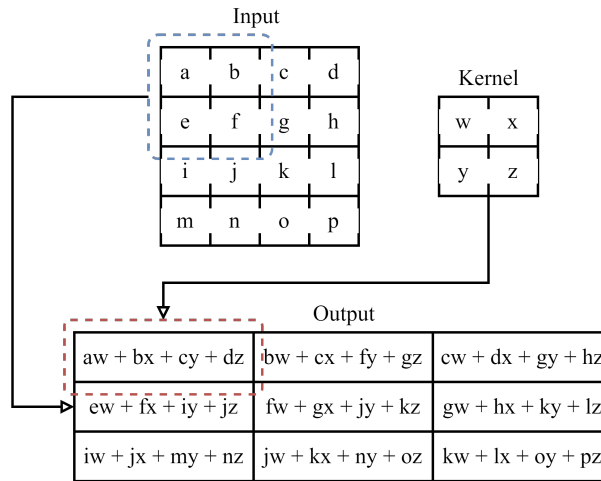 Input
a b c d
e f g h
i j k l
m n o p
Kernel
w x
y z
Output
aw + bx + cy + dz bw + cx + fy + gz cw + dx + gy + hz
ew + fx + iy + jz fw + gx + jy + kz gw + hx + ky + lz
iw + jx + my + nz jw + kx + ny + oz kw + lx + oy + pz